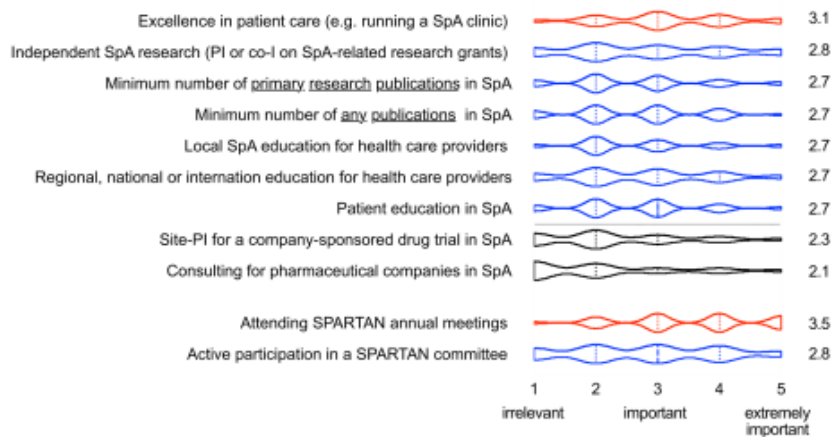 Excellence in patient care (e.g. running a SpA clinic) 3.1
Independent SpA research (PI or co-I on SpA-related research grants) 2.8
Minimum number of primary research publications in SpA 2.7
Minimum number of any publications in SpA 2.7
Local SpA education for health care providers 2.7
Regional, national or internation education for health care providers 2.7
Patient education in SpA 2.7
Site-PI for a company-sponsored drug trial in SpA 2.3
Consulting for pharmaceutical companies in SpA 2.1
Attending SPARTAN annual meetings 3.5
Active participation in a SPARTAN committee 2.8
1 2 3 4 5
irrelevant important extremely
important